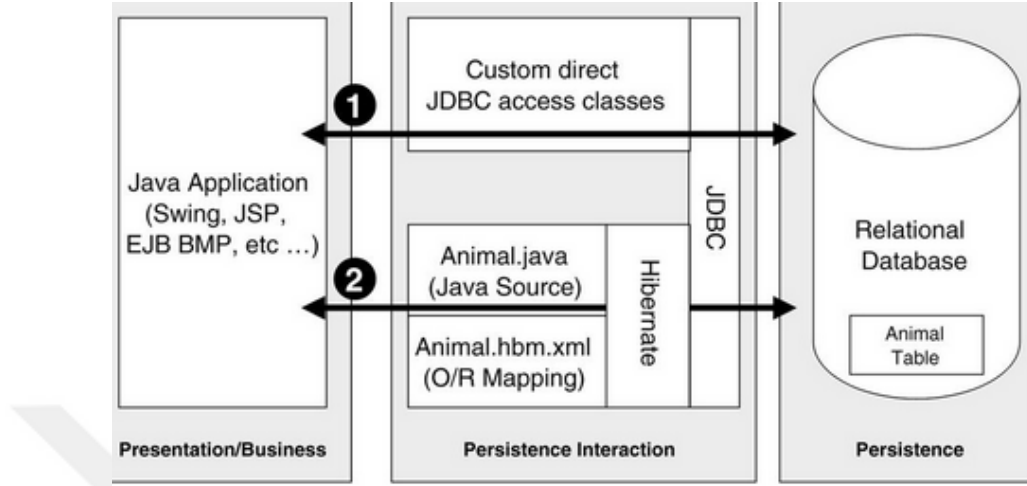 Custom direct
JDBC access classes
1
Java Application
(Swing, JSP,
EJB BMP, etc …)
JDBC
Relational
Database
Animal.java
(Java Source)
Hibernate
2
Animal.hbm.xml
(O/R Mapping)
Animal
Table
Presentation/Business
Persistence Interaction
Persistence